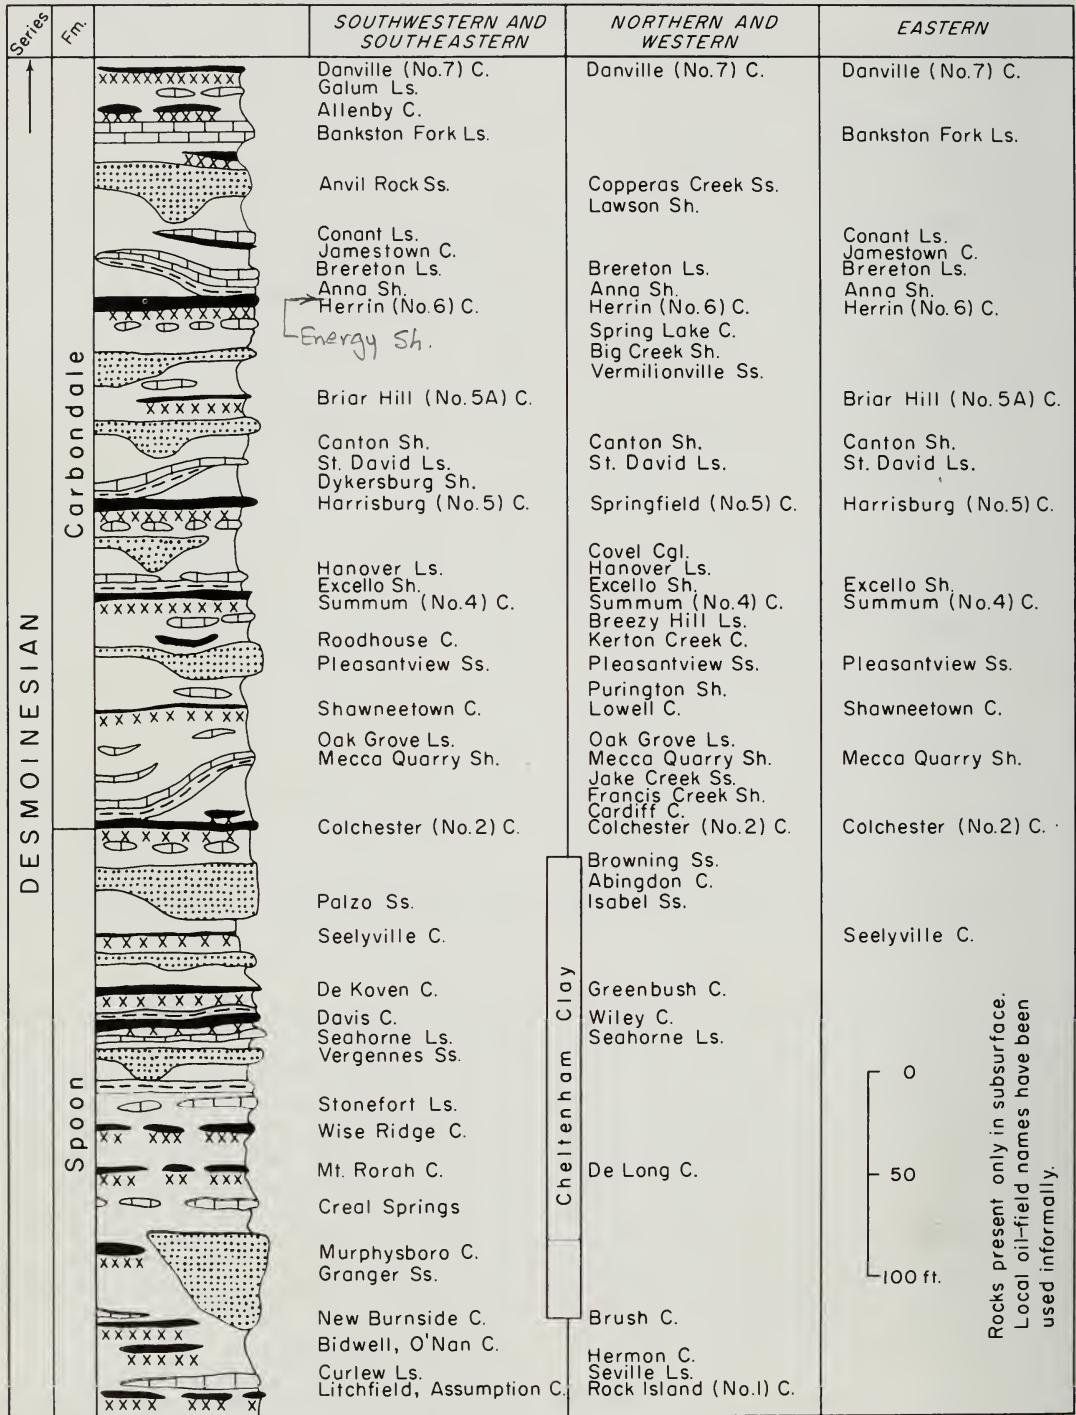 Series
Fm.
SOUTHWESTERN AND
SOUTHEASTERN
NORTHERN AND
WESTERN
EASTERN
DESMOINESIAN
Carbondale
Spoon
Danville (No.7) C.
Galum Ls.
Allenby C.
Bankston Fork Ls.
Anvil Rock Ss.
Conant Ls.
Jamestown C.
Brereton Ls.
Anna Sh.
Herrin (No.6) C.
Energy Sh.
Briar Hill (No.5A) C.
Canton Sh.
St. David Ls.
Dykersburg Sh.
Harrisburg (No.5) C.
Hanover Ls.
Excello Sh.
Summum (No.4) C.
Roodhouse C.
Pleasantview Ss.
Shawneetown C.
Oak Grove Ls.
Mecca Quarry Sh.
Colchester (No.2) C.
Palzo Ss.
Seelyville C.
De Koven C.
Davis C.
Seahorne Ls.
Vergennes Ss.
Stonefort Ls.
Wise Ridge C.
Mt. Rorah C.
Creal Springs
Murphysboro C.
Granger Ss.
New Burnside C.
Bidwell, O'Nan C.
Curlew Ls.
Litchfield, Assumption C.
Cheltenham Clay
Danville (No.7) C.
Copperas Creek Ss.
Lawson Sh.
Brereton Ls.
Anna Sh.
Herrin (No.6) C.
Spring Lake C.
Big Creek Sh.
Vermilionville Ss.
Canton Sh.
St. David Ls.
Springfield (No.5) C.
Covel Cgl.
Hanover Ls.
Excello Sh.
Summum (No.4) C.
Breezy Hill Ls.
Kerton Creek C.
Pleasantview Ss.
Purington Sh.
Lowell C.
Oak Grove Ls.
Mecca Quarry Sh.
Jake Creek Ss.
Francis Creek Sh.
Cardiff C.
Colchester (No.2) C.
Browning Ss.
Abingdon C.
Isabel Ss.
Greenbush C.
Wiley C.
Seahorne Ls.
De Long C.
Brush C.
Hermon C.
Seville Ls.
Rock Island (No.1) C.
Danville (No.7) C.
Bankston Fork Ls.
Conant Ls.
Jamestown C.
Brereton Ls.
Anna Sh.
Herrin (No.6) C.
Briar Hill (No.5A) C.
Canton Sh.
St. David Ls.
Harrisburg (No.5) C.
Excello Sh.
Summum (No.4) C.
Pleasantview Ss.
Shawneetown C.
Mecca Quarry Sh.
Colchester (No.2) C.
Seelyville C.
0
50
100 ft.
Rocks present only in subsurface.
Local oil-field names have been
used informally.